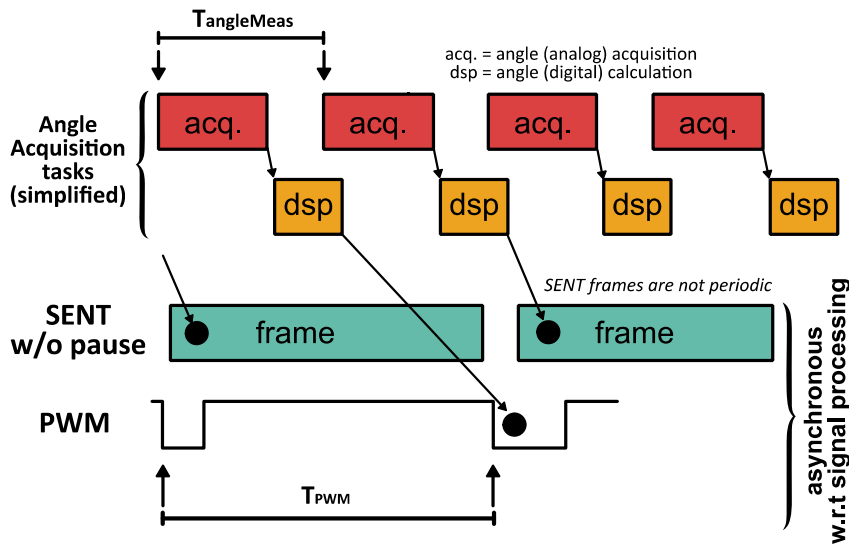 TangleMeas
acq. = angle (analog) acquisition
dsp = angle (digital) calculation
Angle
Acquisition
tasks
(simplified)
acq.
acq.
acq.
acq.
dsp
dsp
dsp
dsp
SENT frames are not periodic
SENT
w/o pause
frame
frame
PWM
TPWM
asynchronous
w.r.t signal processing